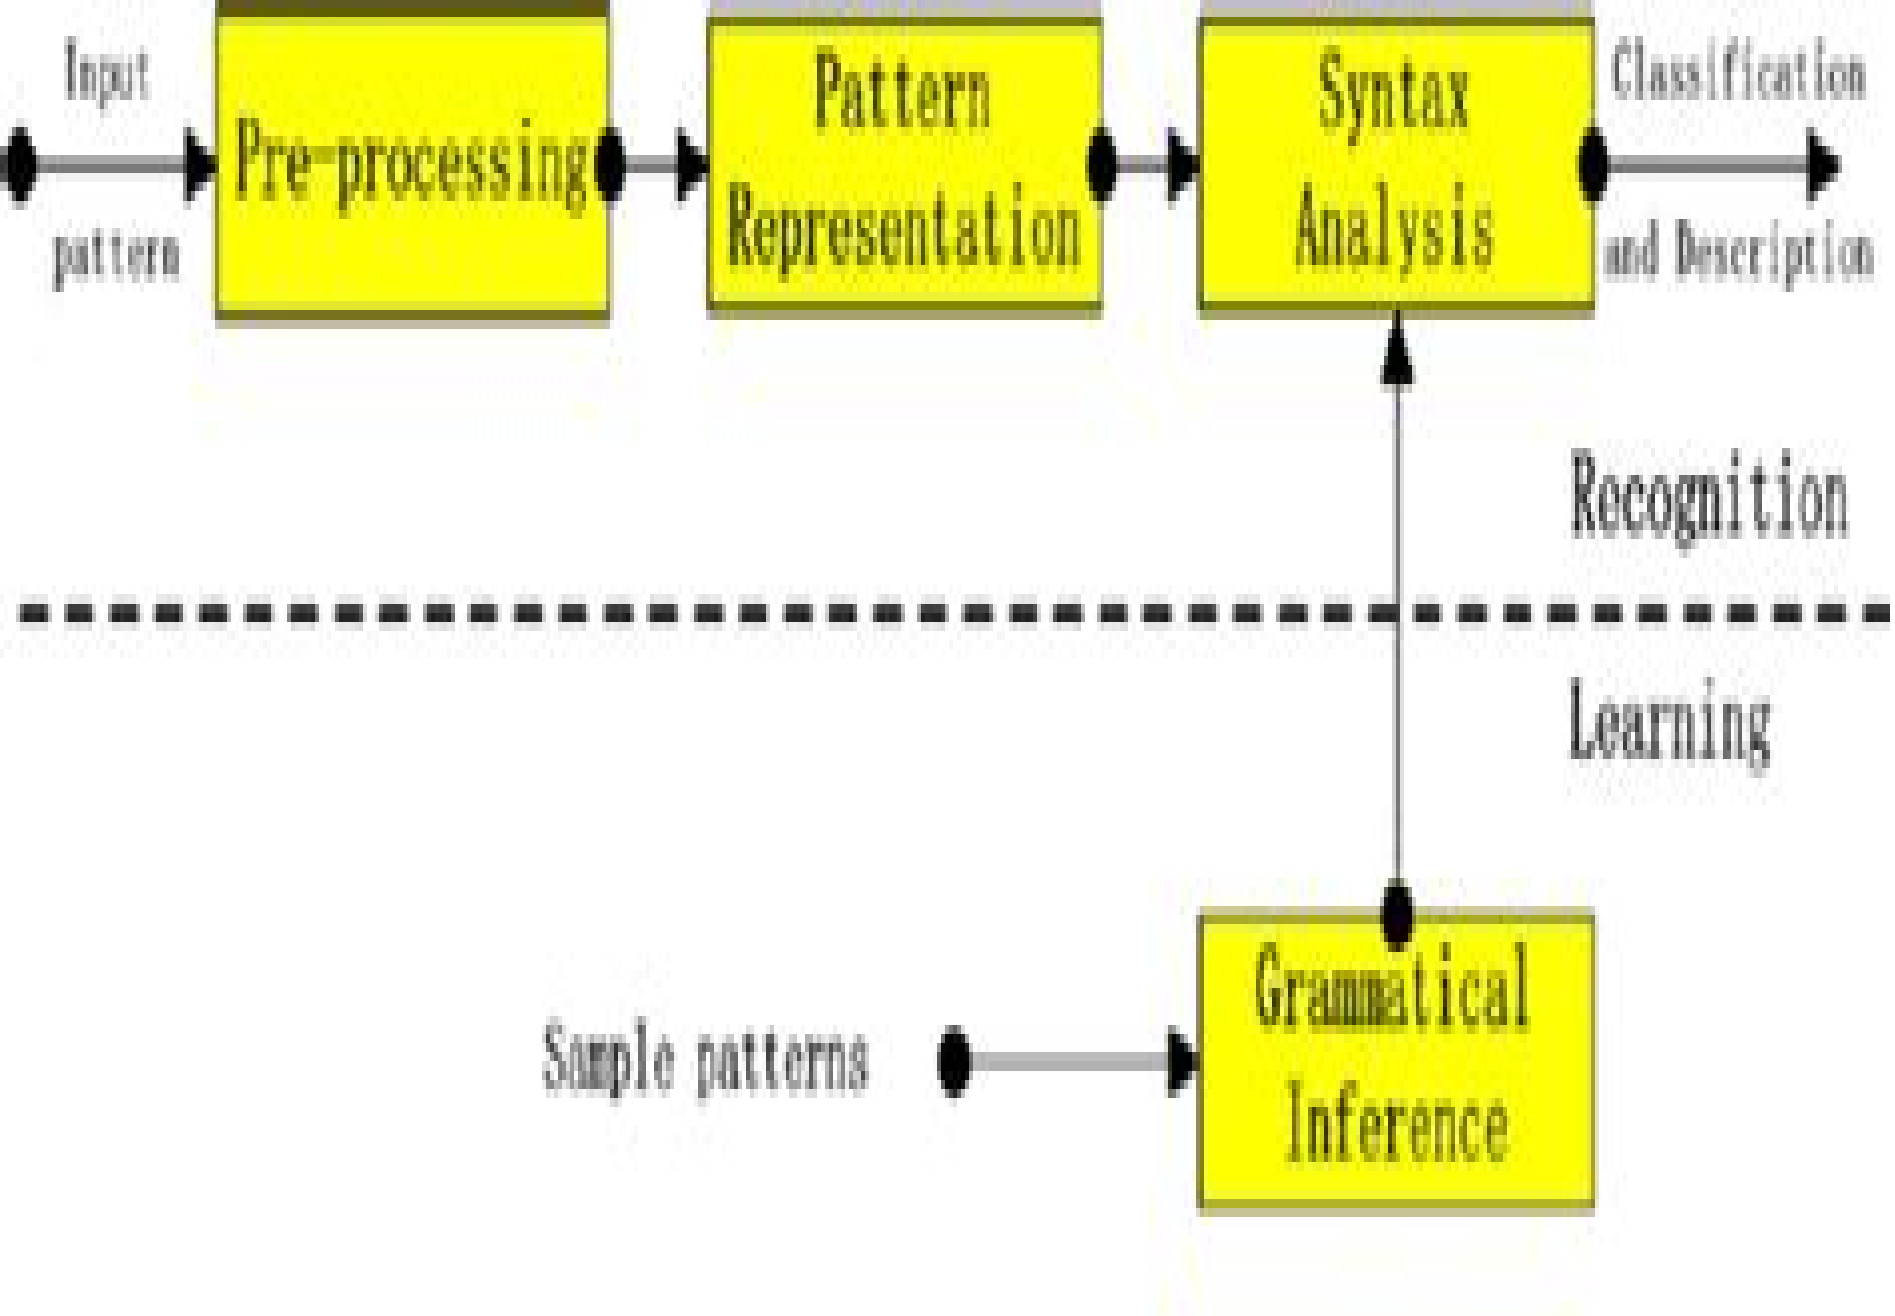 Input
pattern
Pre-processing
Pattern
Representation
Syntax
Analysis
Classification
and Description
Recognition
Learning
Sample patterns
Grammatical
Inference